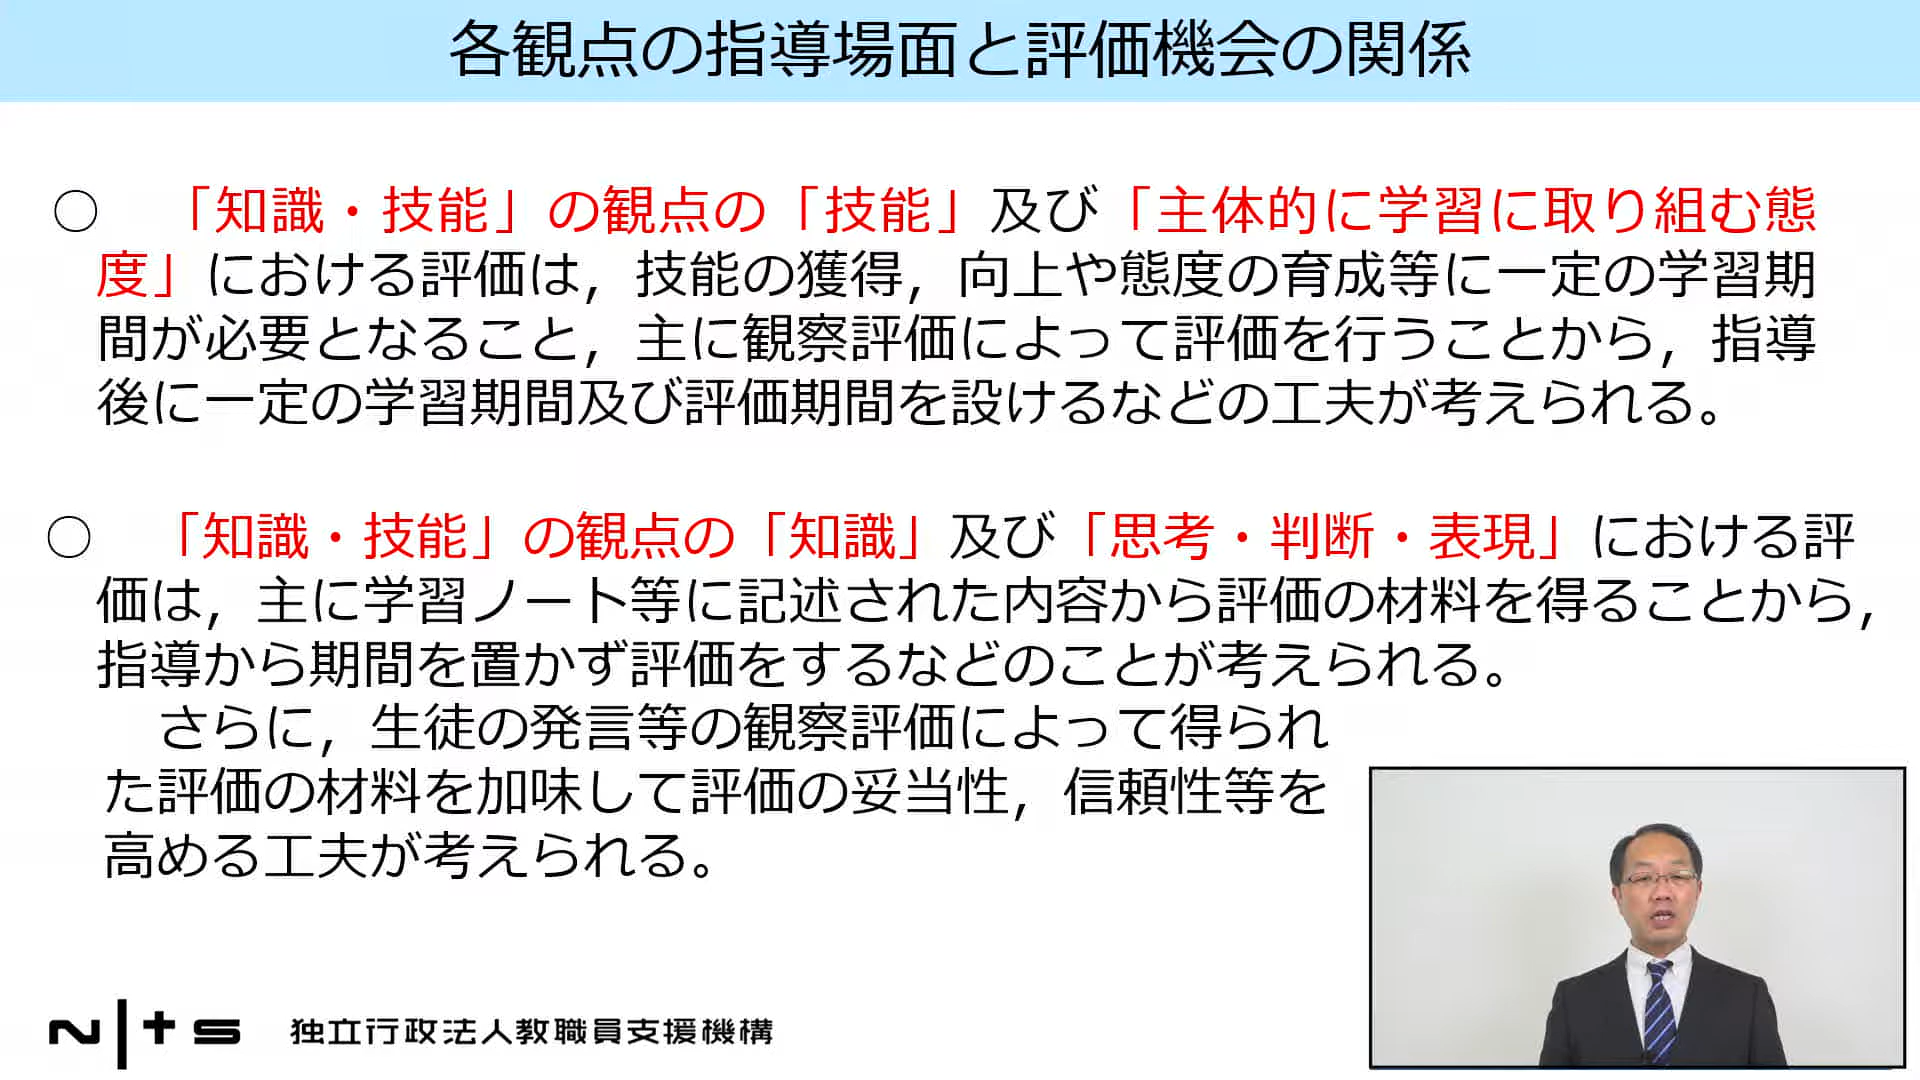 各観点の指導場面と評価機会の関係
○　「知識・技能」の観点の「技能」及び「主体的に学習に取り組む態
度」における評価は，技能の獲得，向上や態度の育成等に一定の学習期
間が必要となること，主に観察評価によって評価を行うことから，指導
後に一定の学習期間及び評価期間を設けるなどの工夫が考えられる。
○　「知識・技能」の観点の「知識」及び「思考・判断・表現」における評
価は，主に学習ノート等に記述された内容から評価の材料を得ることから，
指導から期間を置かず評価をするなどのことが考えられる。
さらに，生徒の発言等の観察評価によって得られ
た評価の材料を加味して評価の妥当性，信頼性等を
高める工夫が考えられる。
NITS 独立行政法人教職員支援機構